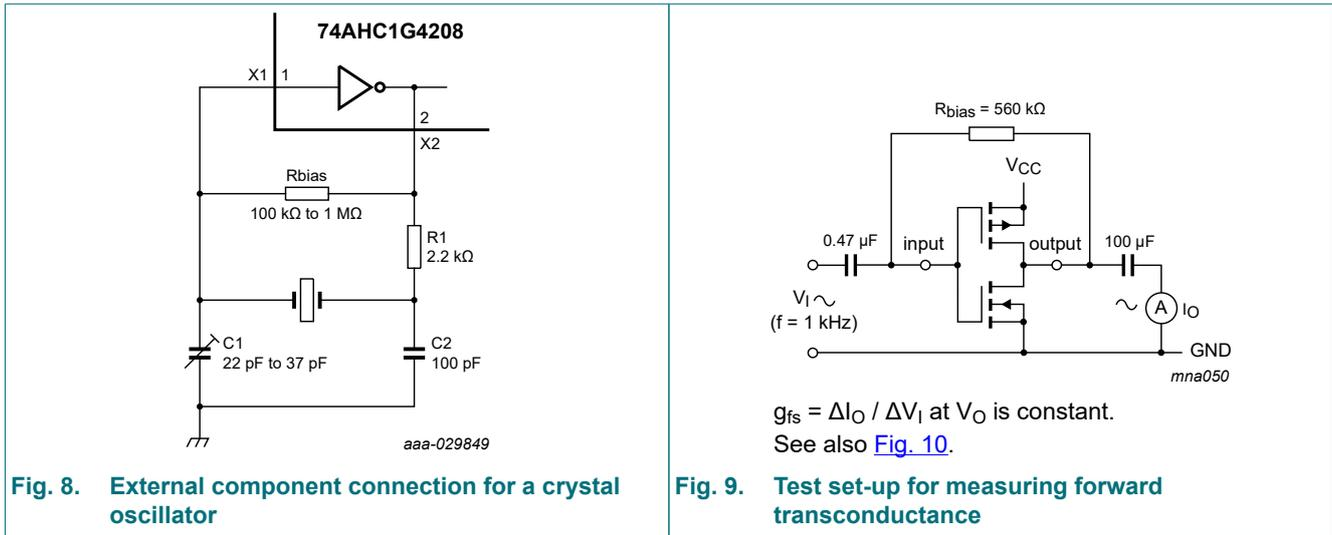 74AHC1G4208
X1 1
2
X2
Rbias
100 kΩ to 1 MΩ
R1
2.2 kΩ
C1
22 pF to 37 pF
C2
100 pF
aaa-029849
Fig. 8. External component connection for a crystal
oscillator
Rbias = 560 kΩ
VCC
0.47 µF
input
output
100 µF
VI
(f = 1 kHz)
A
IO
GND
mna050
gfs = ΔIO / ΔVI at VO is constant.
See also Fig. 10.
Fig. 9. Test set-up for measuring forward
transconductance